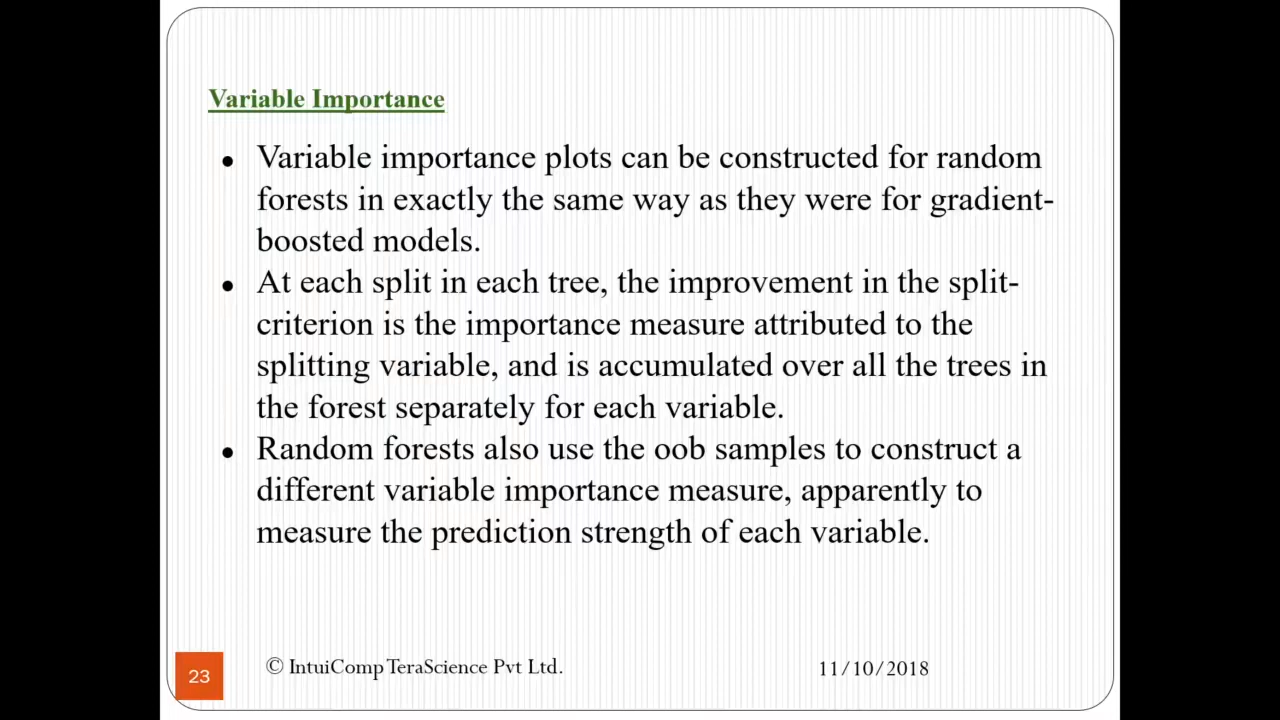 Variable Importance
• Variable importance plots can be constructed for random
forests in exactly the same way as they were for gradient-
boosted models.
• At each split in each tree, the improvement in the split-
criterion is the importance measure attributed to the
splitting variable, and is accumulated over all the trees in
the forest separately for each variable.
• Random forests also use the oob samples to construct a
different variable importance measure, apparently to
measure the prediction strength of each variable.
23
© IntuiComp TeraScience Pvt Ltd.
11/10/2018